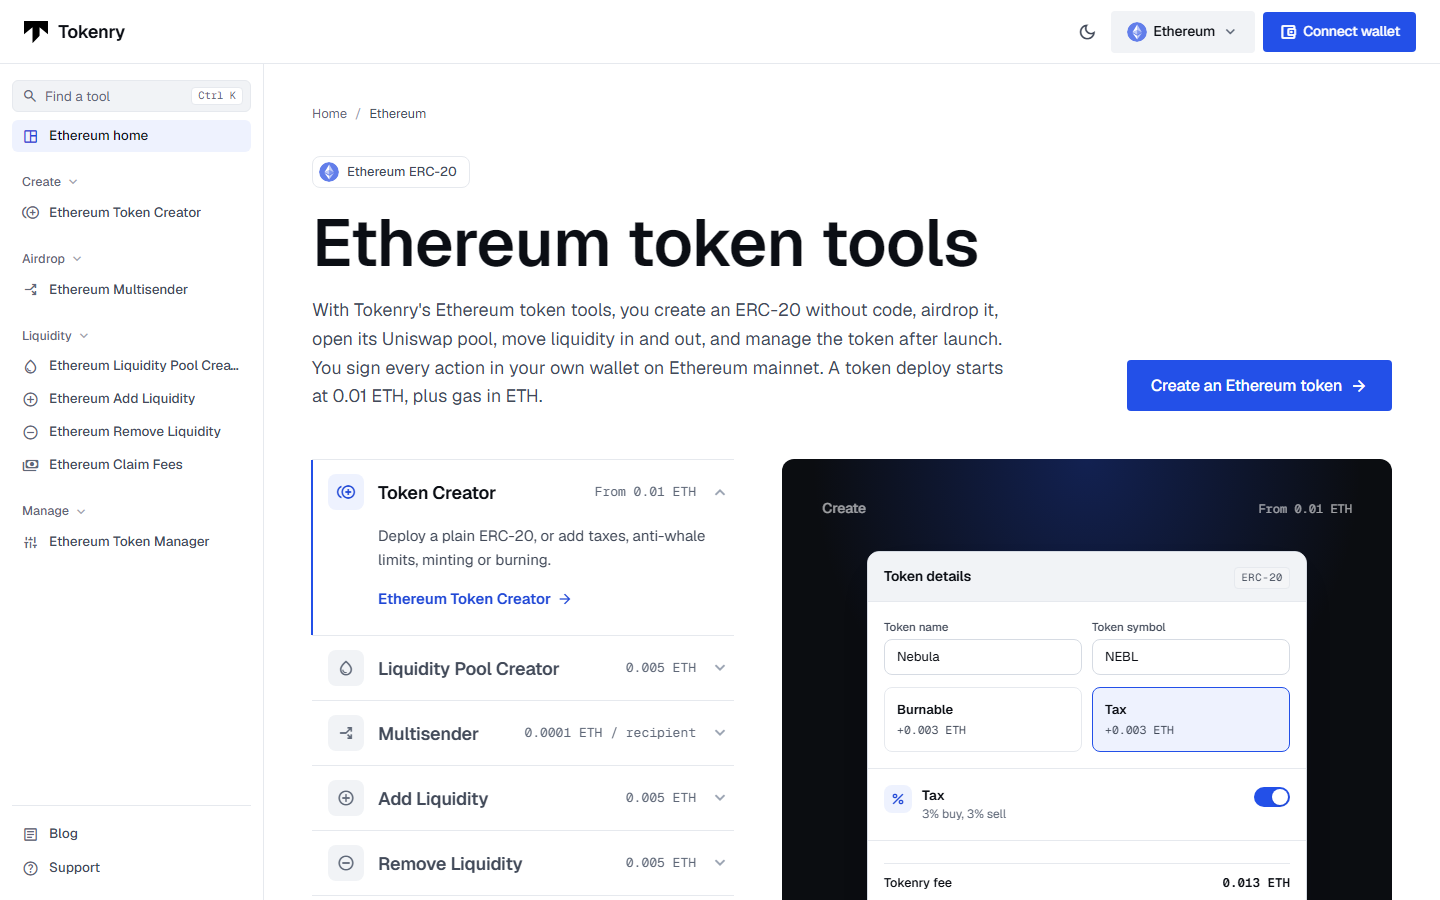 Tokenry
Ethereum
Connect wallet
Find a tool
Ctrl K
Ethereum home
Create
Ethereum Token Creator
Airdrop
Ethereum Multisender
Liquidity
Ethereum Liquidity Pool Crea...
Ethereum Add Liquidity
Ethereum Remove Liquidity
Ethereum Claim Fees
Manage
Ethereum Token Manager
Blog
Support
Home / Ethereum
Ethereum ERC-20
Ethereum token tools
With Tokenry's Ethereum token tools, you create an ERC-20 without code, airdrop it,
open its Uniswap pool, move liquidity in and out, and manage the token after launch.
You sign every action in your own wallet on Ethereum mainnet. A token deploy starts
at 0.01 ETH, plus gas in ETH.
Create an Ethereum token
Token Creator
From 0.01 ETH
Deploy a plain ERC-20, or add taxes, anti-whale
limits, minting or burning.
Ethereum Token Creator
Liquidity Pool Creator
0.005 ETH
Multisender
0.0001 ETH / recipient
Add Liquidity
0.005 ETH
Remove Liquidity
0.005 ETH
Create
From 0.01 ETH
Token details
ERC-20
Token name
Token symbol
Nebula
NEBL
Burnable
+0.003 ETH
Tax
+0.003 ETH
Tax
3% buy, 3% sell
Tokenry fee
0.013 ETH